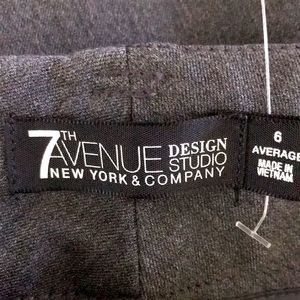 7TH AVENUE DESIGN STUDIO
NEW YORK & COMPANY
6
AVERAGE
MADE IN
VIETNAM